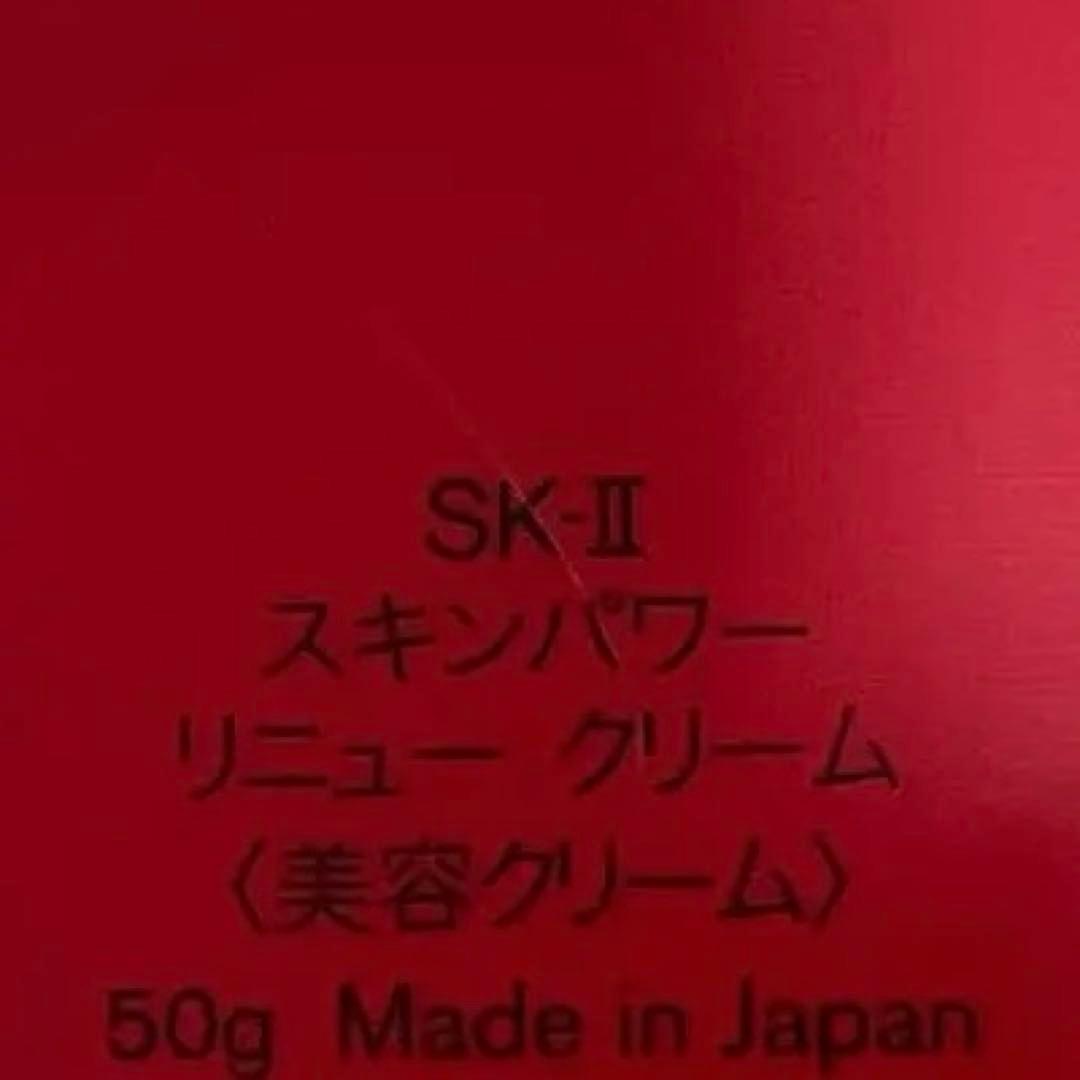 SK-Ⅱ
スキンパワー
リニュー クリーム
〈美容クリーム〉
50g Made in Japan